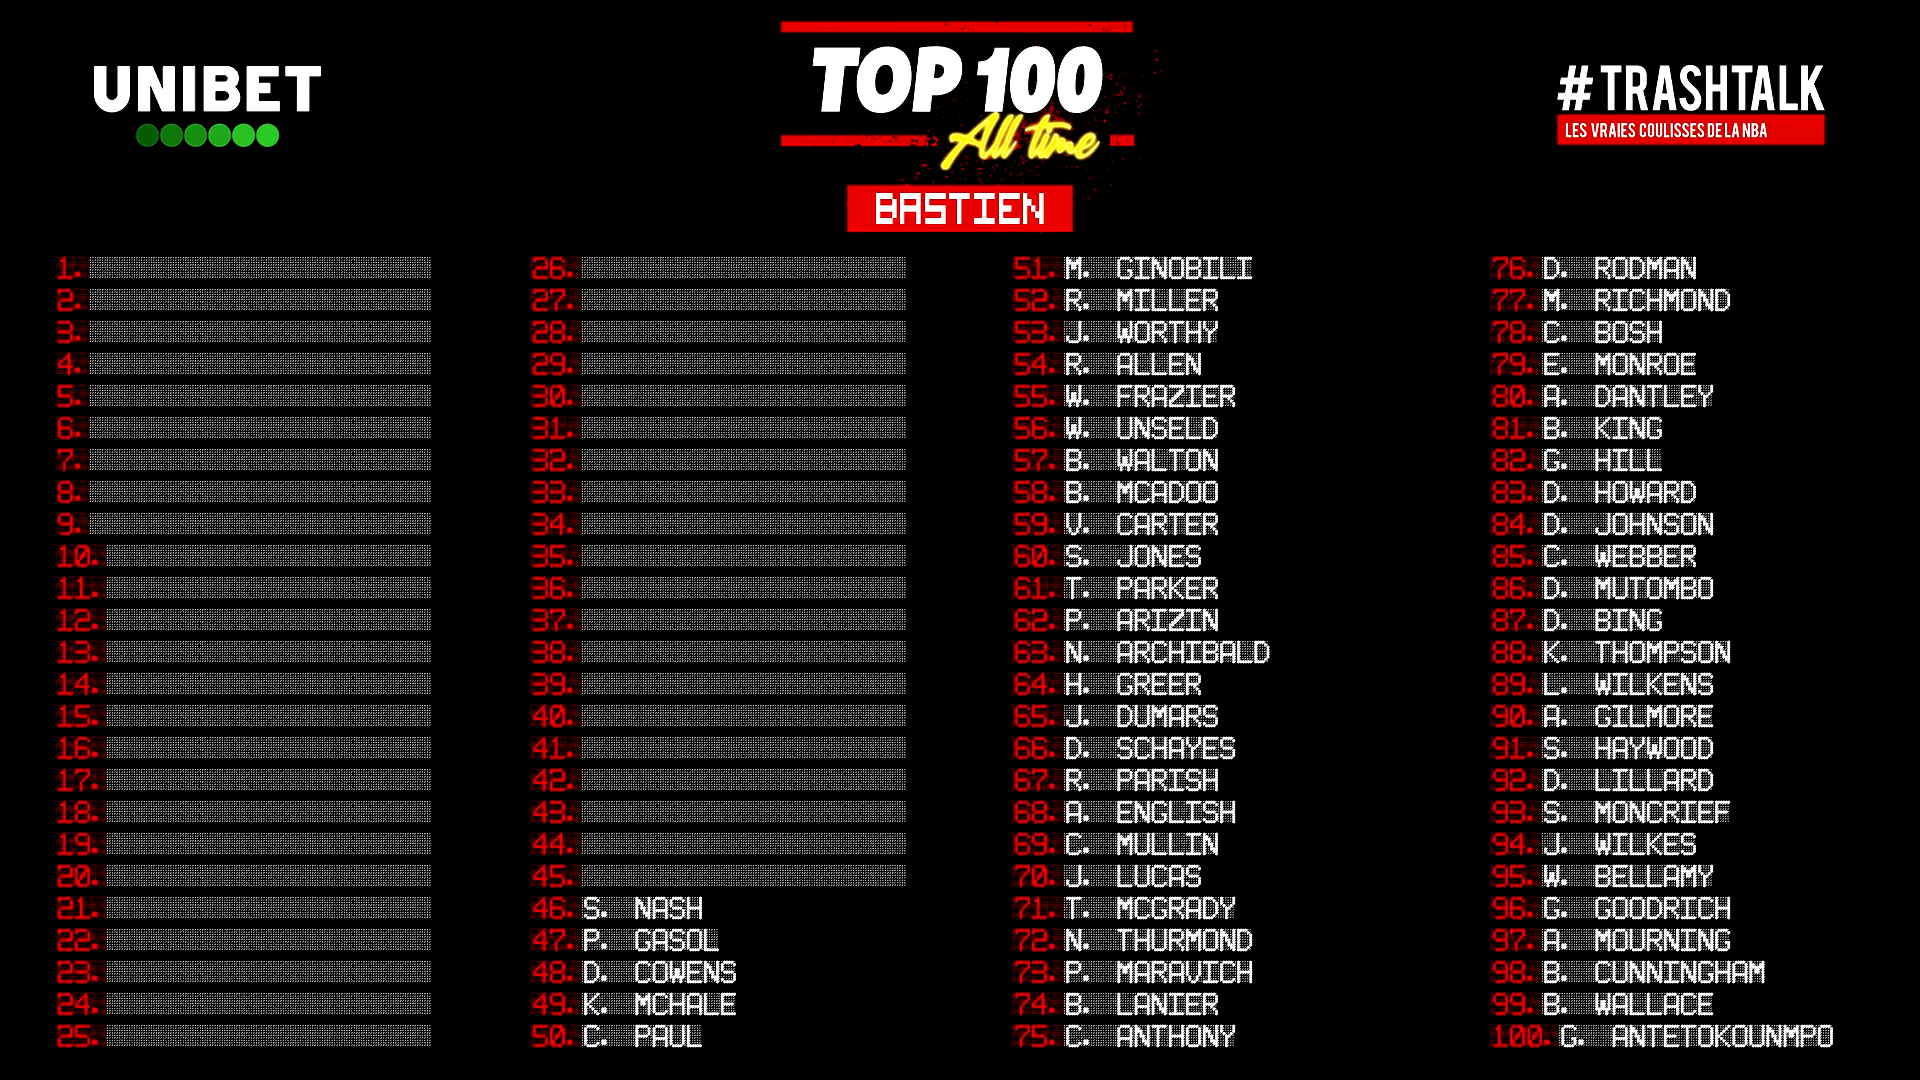 UNIBET
TOP 100
All time
#TRASHTALK
LES VRAIES COULISSES DE LA NBA
BASTIEN
1.
2.
3.
4.
5.
6.
7.
8.
9.
10.
11.
12.
13.
14.
15.
16.
17.
18.
19.
20.
21.
22.
23.
24.
25.
26.
27.
28.
29.
30.
31.
32.
33.
34.
35.
36.
37.
38.
39.
40.
41.
42.
43.
44.
45.
46. S. NASH
47. P. GASOL
48. D. COWENS
49. K. MCHALE
50. C. PAUL
51. M. GINOBILI
52. R. MILLER
53. J. WORTHY
54. R. ALLEN
55. W. FRAZIER
56. W. UNSELD
57. B. WALTON
58. B. MCADOO
59. V. CARTER
60. S. JONES
61. T. PARKER
62. P. ARIZIN
63. N. ARCHIBALD
64. H. GREER
65. J. DUMARS
66. D. SCHAYES
67. R. PARISH
68. A. ENGLISH
69. C. MULLIN
70. J. LUCAS
71. T. MCGRADY
72. N. THURMOND
73. P. MARAVICH
74. B. LANIER
75. C. ANTHONY
76. D. RODMAN
77. M. RICHMOND
78. C. BOSH
79. E. MONROE
80. A. DANTLEY
81. B. KING
82. G. HILL
83. D. HOWARD
84. D. JOHNSON
85. C. WEBBER
86. D. MUTOMBO
87. D. BING
88. K. THOMPSON
89. L. WILKENS
90. A. GILMORE
91. S. HAYWOOD
92. D. LILLARD
93. S. MONCRIEF
94. J. WILKES
95. W. BELLAMY
96. G. GOODRICH
97. A. MOURNING
98. B. CUNNINGHAM
99. B. WALLACE
100. G. ANTETOKOUNMPO